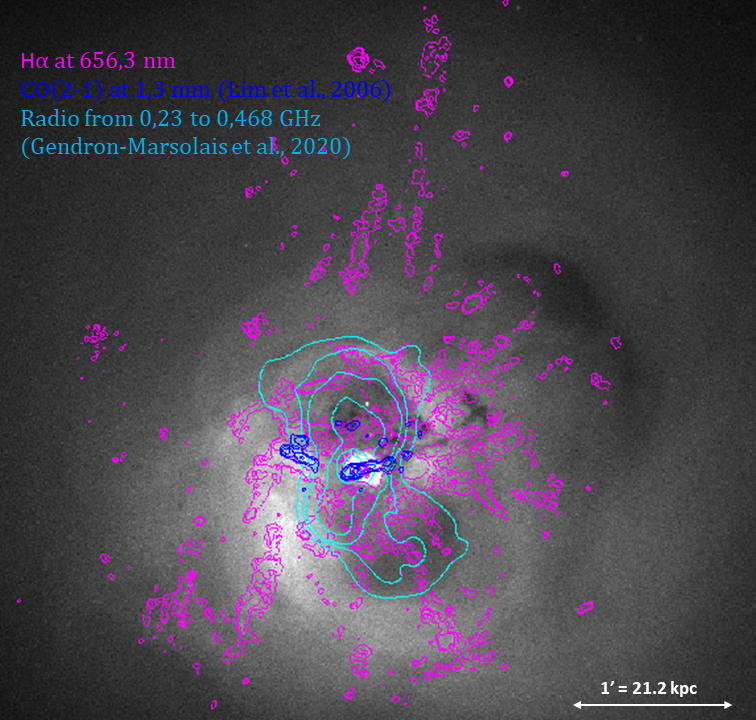 Hα at 656,3 nm
CO(2-1) at 1,3 mm (Lim et al., 2006)
Radio from 0,23 to 0,468 GHz
(Gendron-Marsolais et al., 2020)
1’ = 21.2 kpc